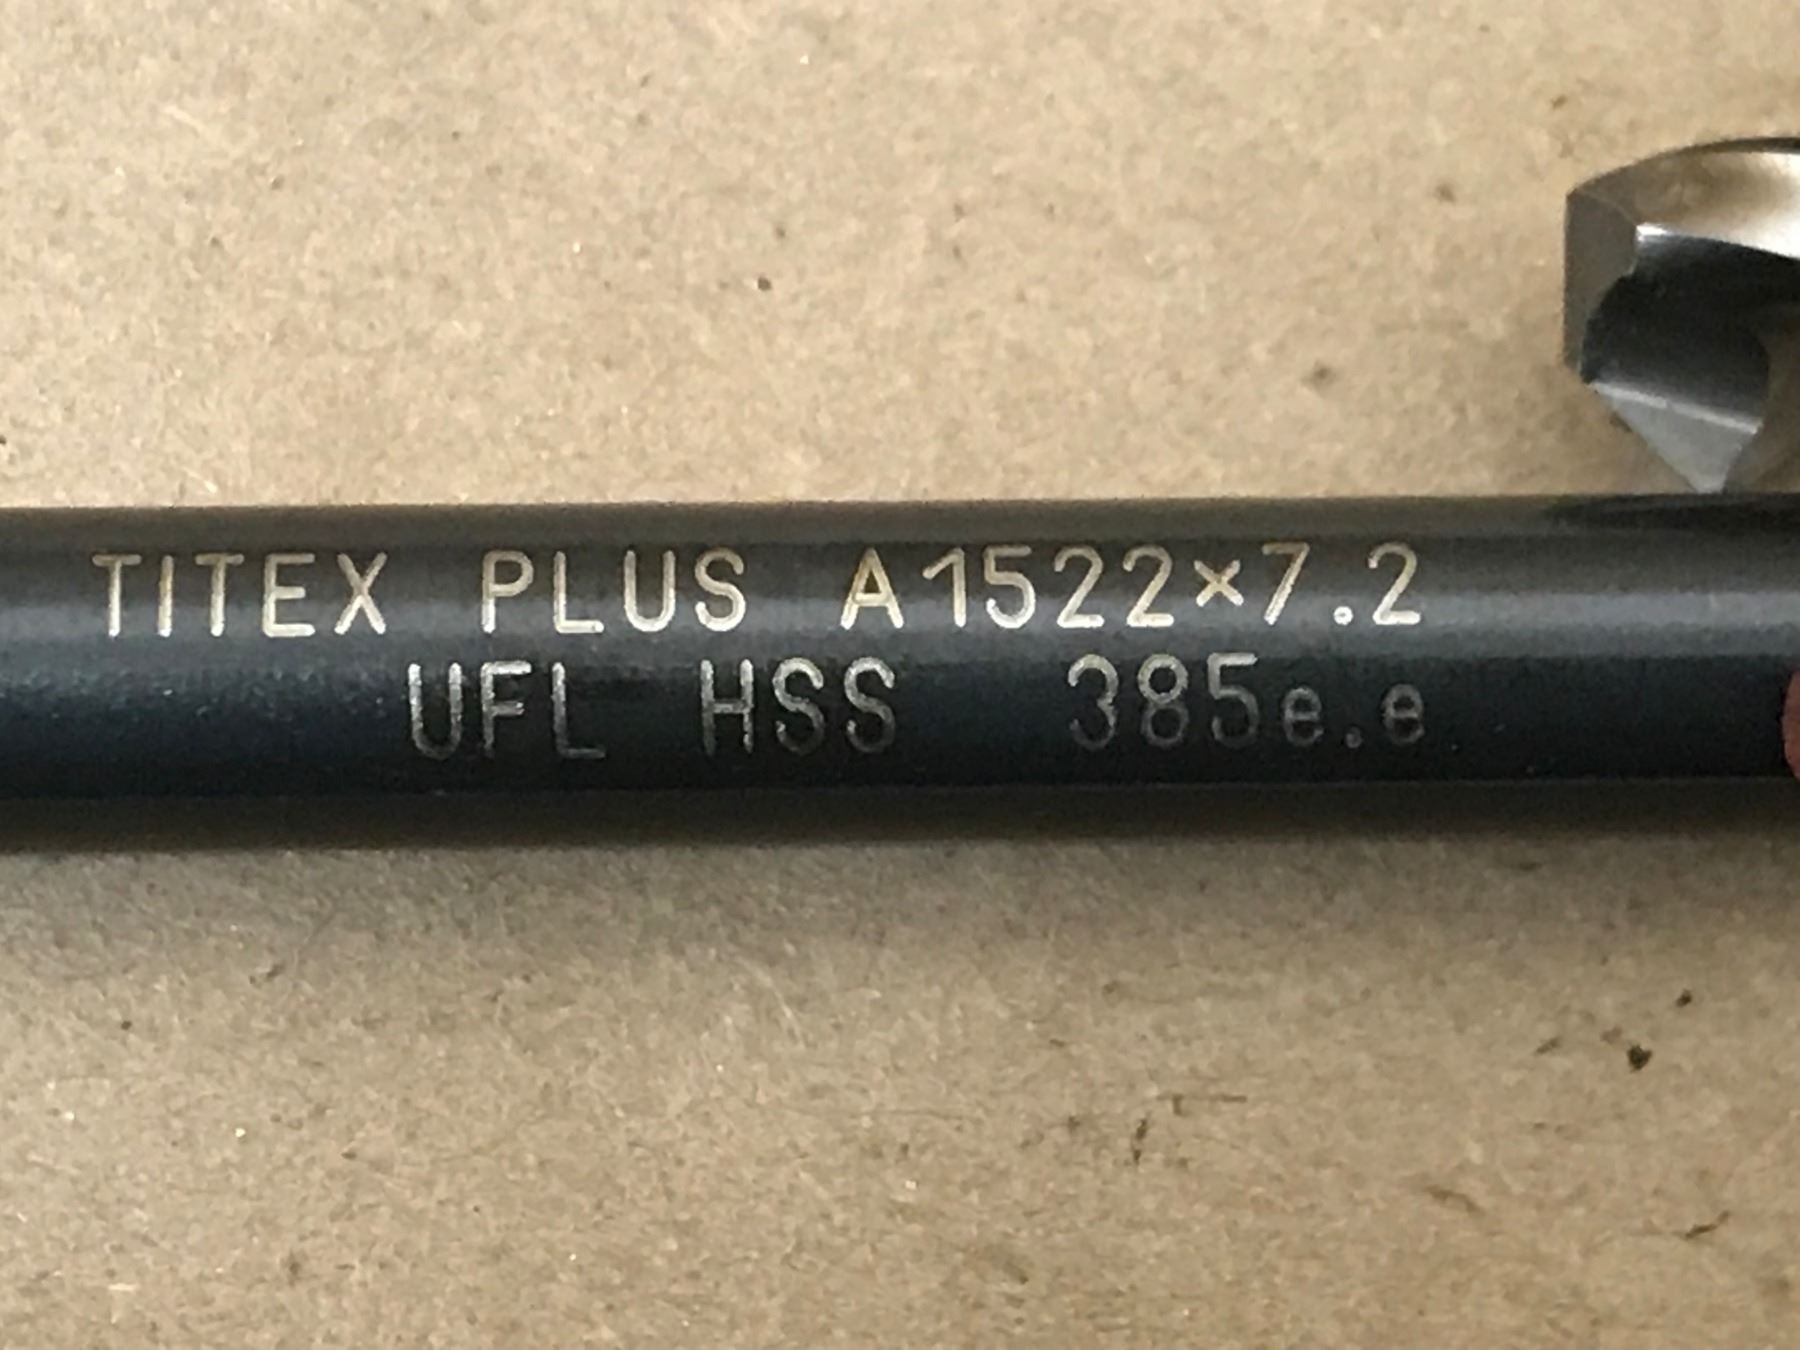 TITEX PLUS A1522×7.2
UFL HSS 385e.e